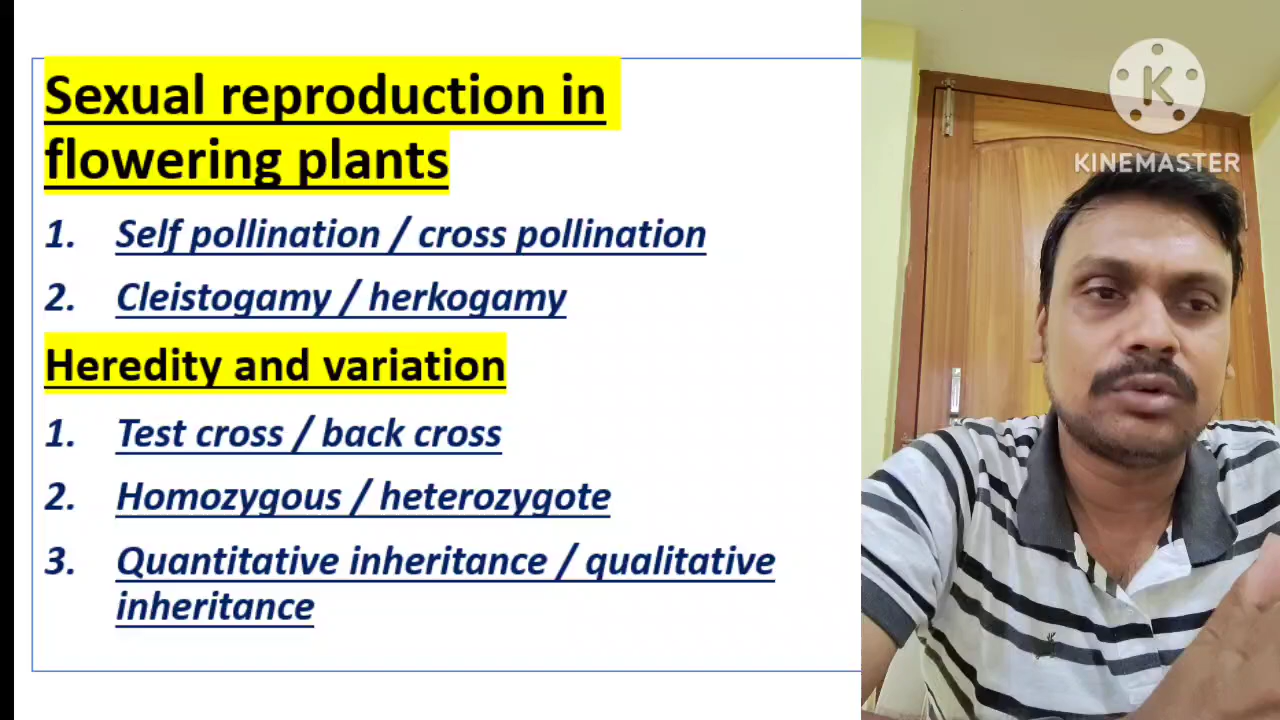 Sexual reproduction in
flowering plants
1. Self pollination / cross pollination
2. Cleistogamy / herkogamy
Heredity and variation
1. Test cross / back cross
2. Homozygous / heterozygote
3. Quantitative inheritance / qualitative
inheritance
K
KINEMASTER